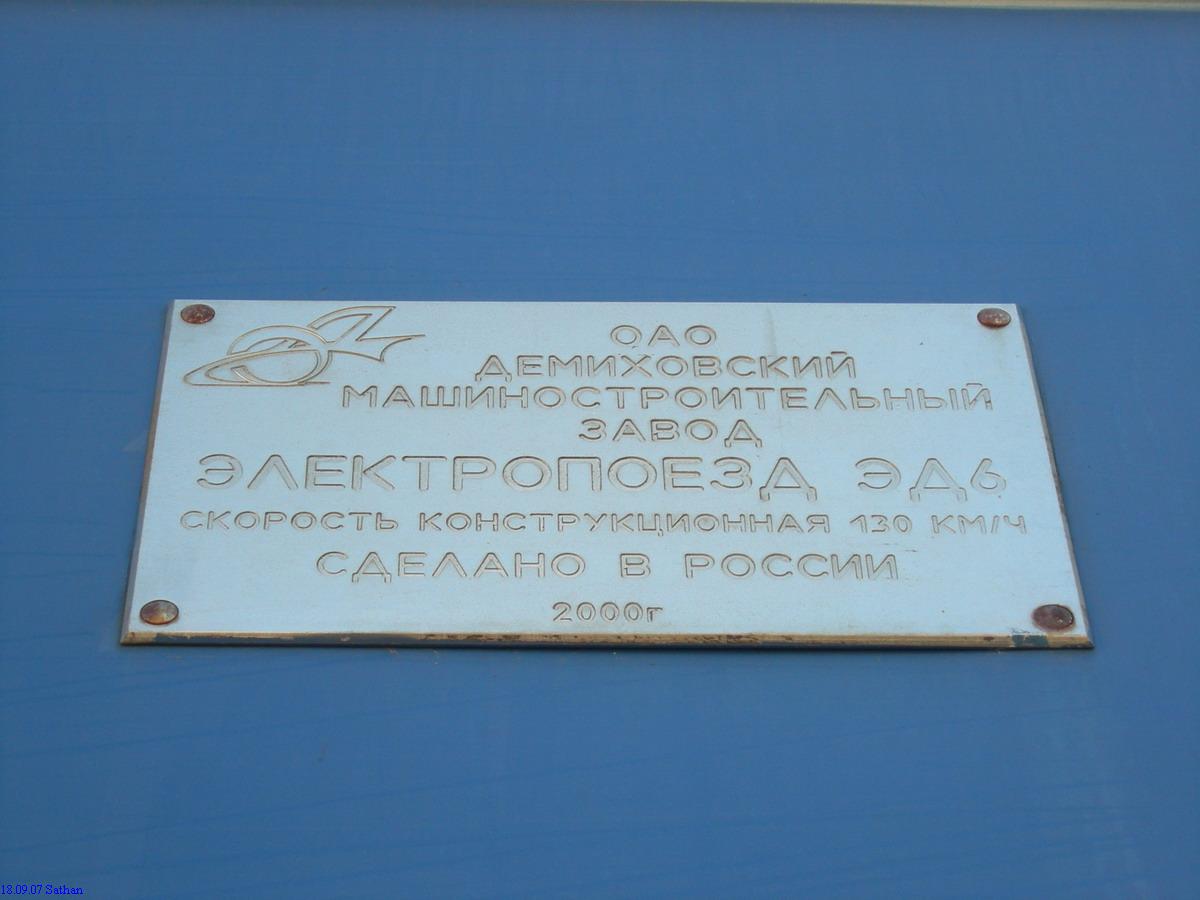 ОАО
ДЕМИХОВСКИЙ
МАШИНОСТРОИТЕЛЬНЫЙ
ЗАВОД
ЭЛЕКТРОПОЕЗД ЭД6
СКОРОСТЬ КОНСТРУКЦИОННАЯ 130 КМ/Ч
СДЕЛАНО В РОССИИ
2000г
18.09.07 Sathan